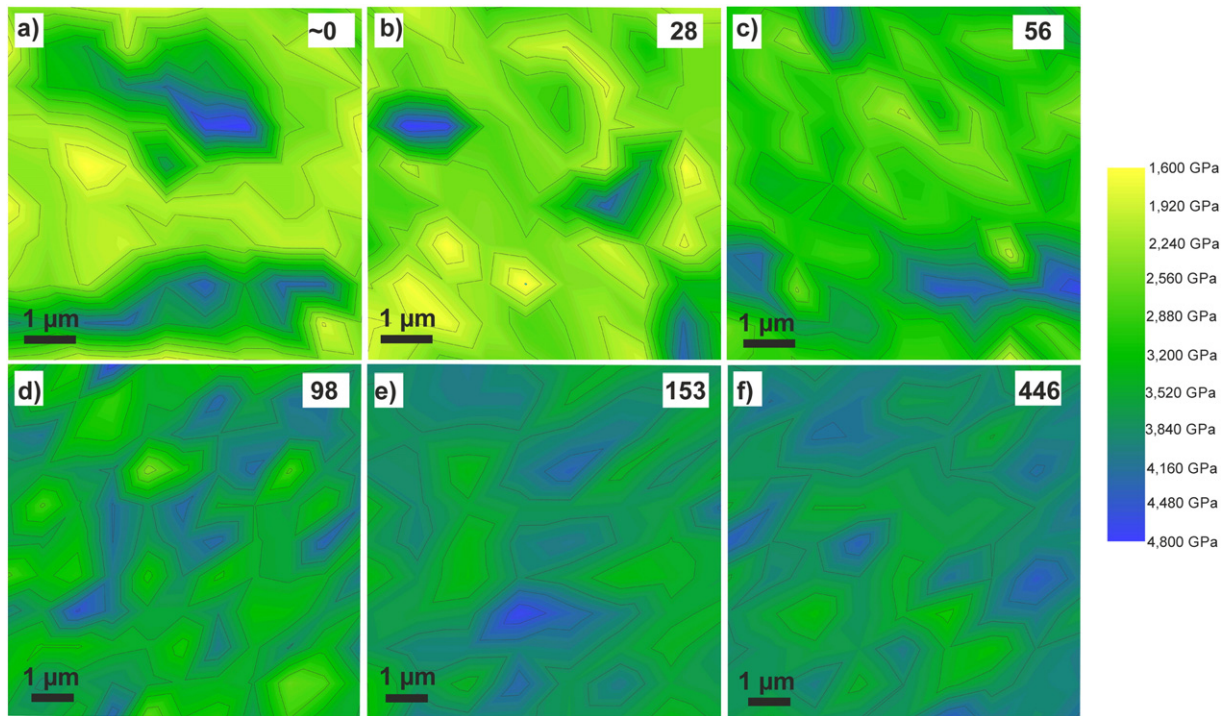 a) ~0
b) 28
c) 56
1 µm
1 µm
1 µm
d) 98
e) 153
f) 446
1 µm
1 µm
1 µm
1,600 GPa
1,920 GPa
2,240 GPa
2,560 GPa
2,880 GPa
3,200 GPa
3,520 GPa
3,840 GPa
4,160 GPa
4,480 GPa
4,800 GPa